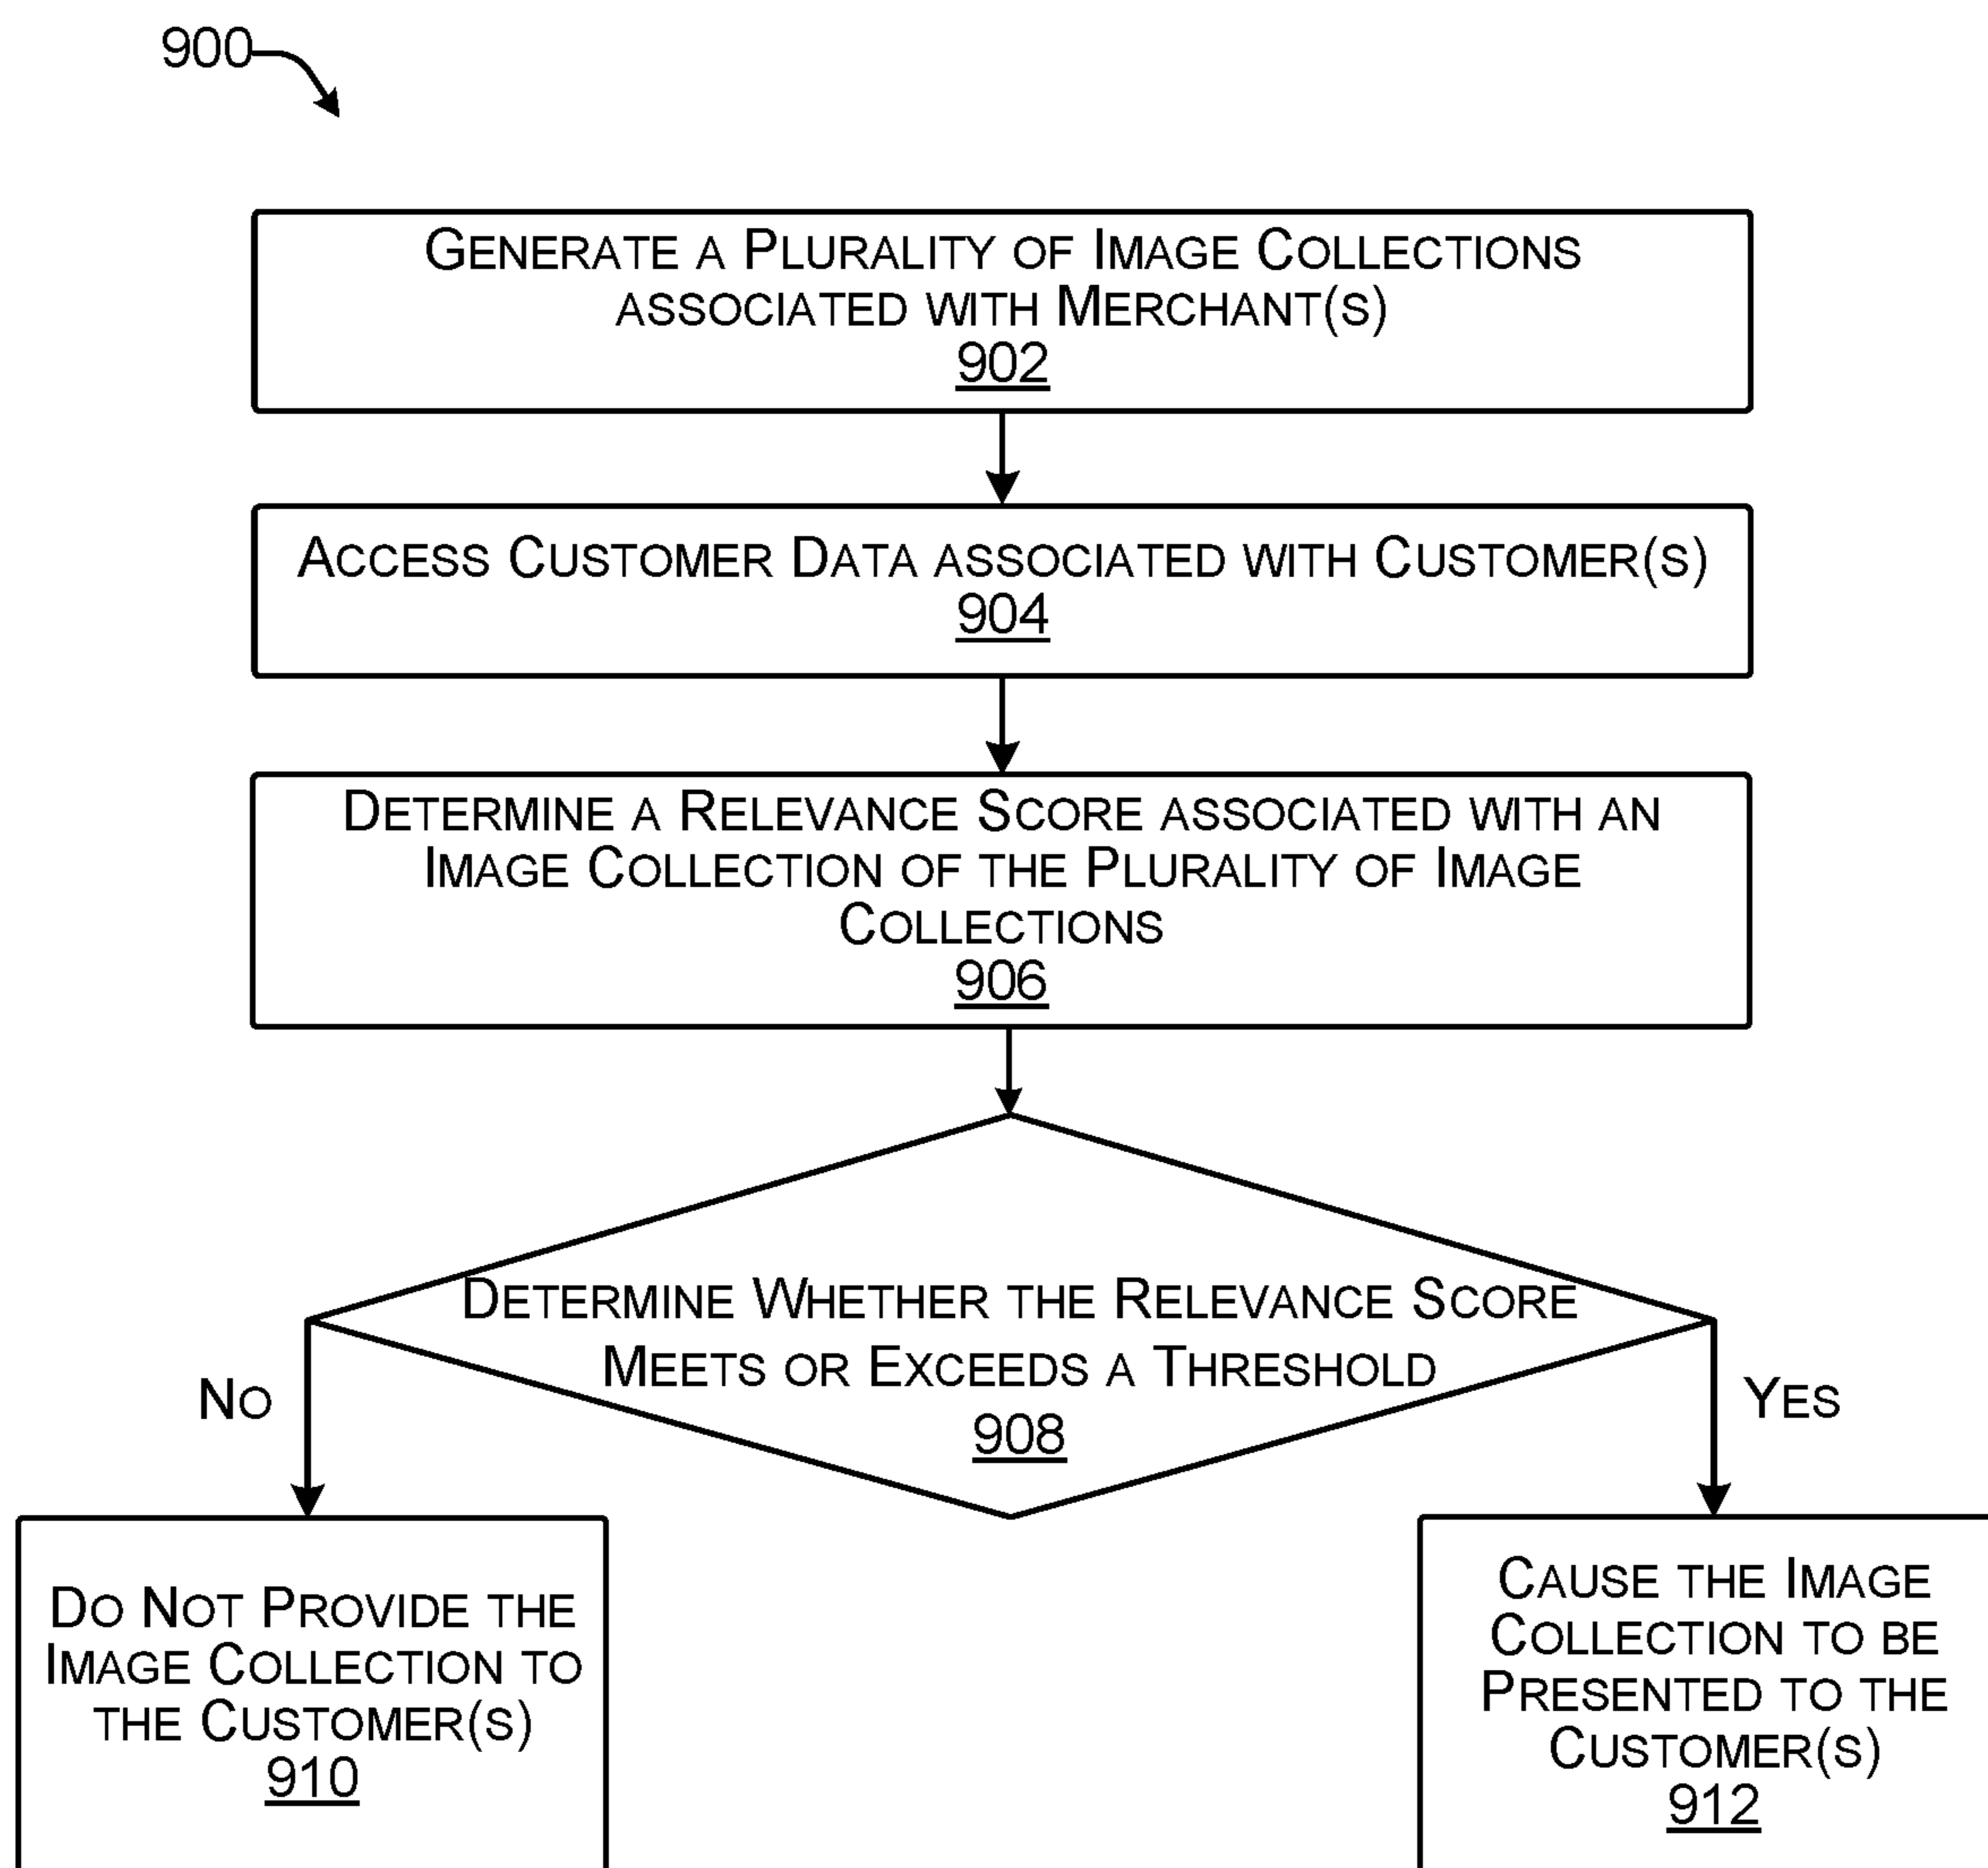 900
GENERATE A PLURALITY OF IMAGE COLLECTIONS
ASSOCIATED WITH MERCHANT(S)
902
ACCESS CUSTOMER DATA ASSOCIATED WITH CUSTOMER(S)
904
DETERMINE A RELEVANCE SCORE ASSOCIATED WITH AN
IMAGE COLLECTION OF THE PLURALITY OF IMAGE
COLLECTIONS
906
DETERMINE WHETHER THE RELEVANCE SCORE
MEETS OR EXCEEDS A THRESHOLD
908
NO
YES
DO NOT PROVIDE THE
IMAGE COLLECTION TO
THE CUSTOMER(S)
910
CAUSE THE IMAGE
COLLECTION TO BE
PRESENTED TO THE
CUSTOMER(S)
912